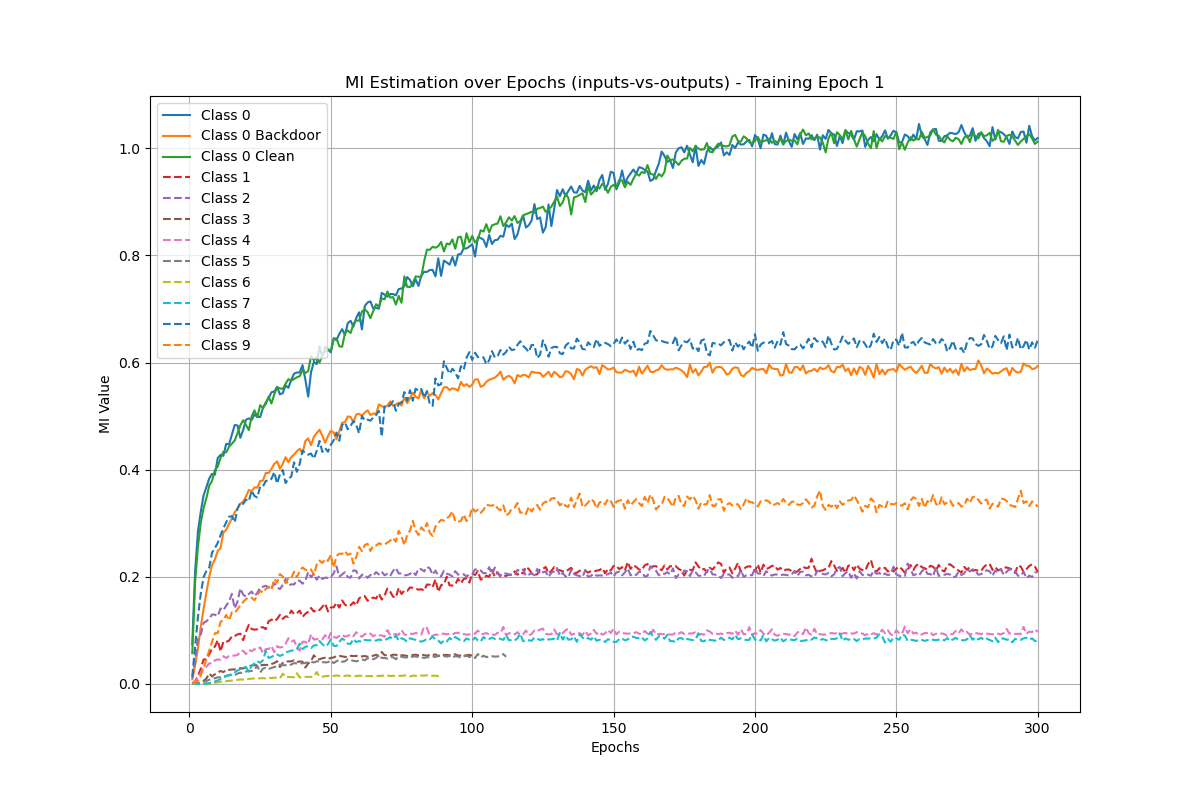 MI Estimation over Epochs (inputs-vs-outputs) - Training Epoch 1
Class 0
Class 0 Backdoor
Class 0 Clean
Class 1
Class 2
Class 3
Class 4
Class 5
Class 6
Class 7
Class 8
Class 9
MI Value
1.0
0.8
0.6
0.4
0.2
0.0
0 50 100 150 200 250 300
Epochs